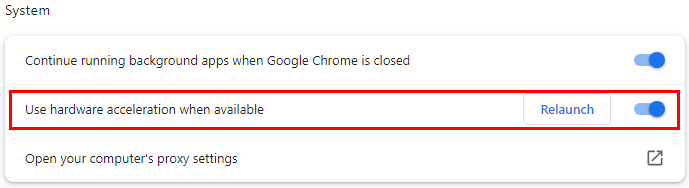 System
Continue running background apps when Google Chrome is closed
Use hardware acceleration when available Relaunch
Open your computer's proxy settings